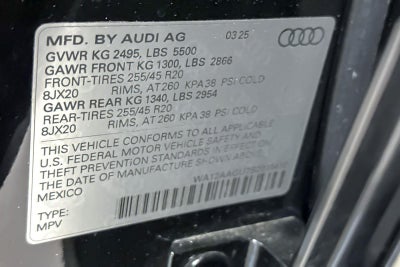 MFD. BY AUDI AG 03 25
GVWR KG 2495, LBS 5500
GAWR FRONT KG 1300, LBS 2866
FRONT-TIRES 255/45 R20
8JX20 RIMS, AT 260 KPA 38 PSI COLD
GAWR REAR KG 1340, LBS 2954
REAR-TIRES 255/45 R20
8JX20 RIMS, AT 260 KPA 38 PSI COLD
THIS VEHICLE CONFORMS TO ALL APPLICABLE
U.S. FEDERAL MOTOR VEHICLE SAFETY AND
THEFT PREVENTION STANDARDS IN EFFECT ON
THE DATE OF MANUFACTURE SHOWN ABOVE.
MEXICO
TYPE:
MPV